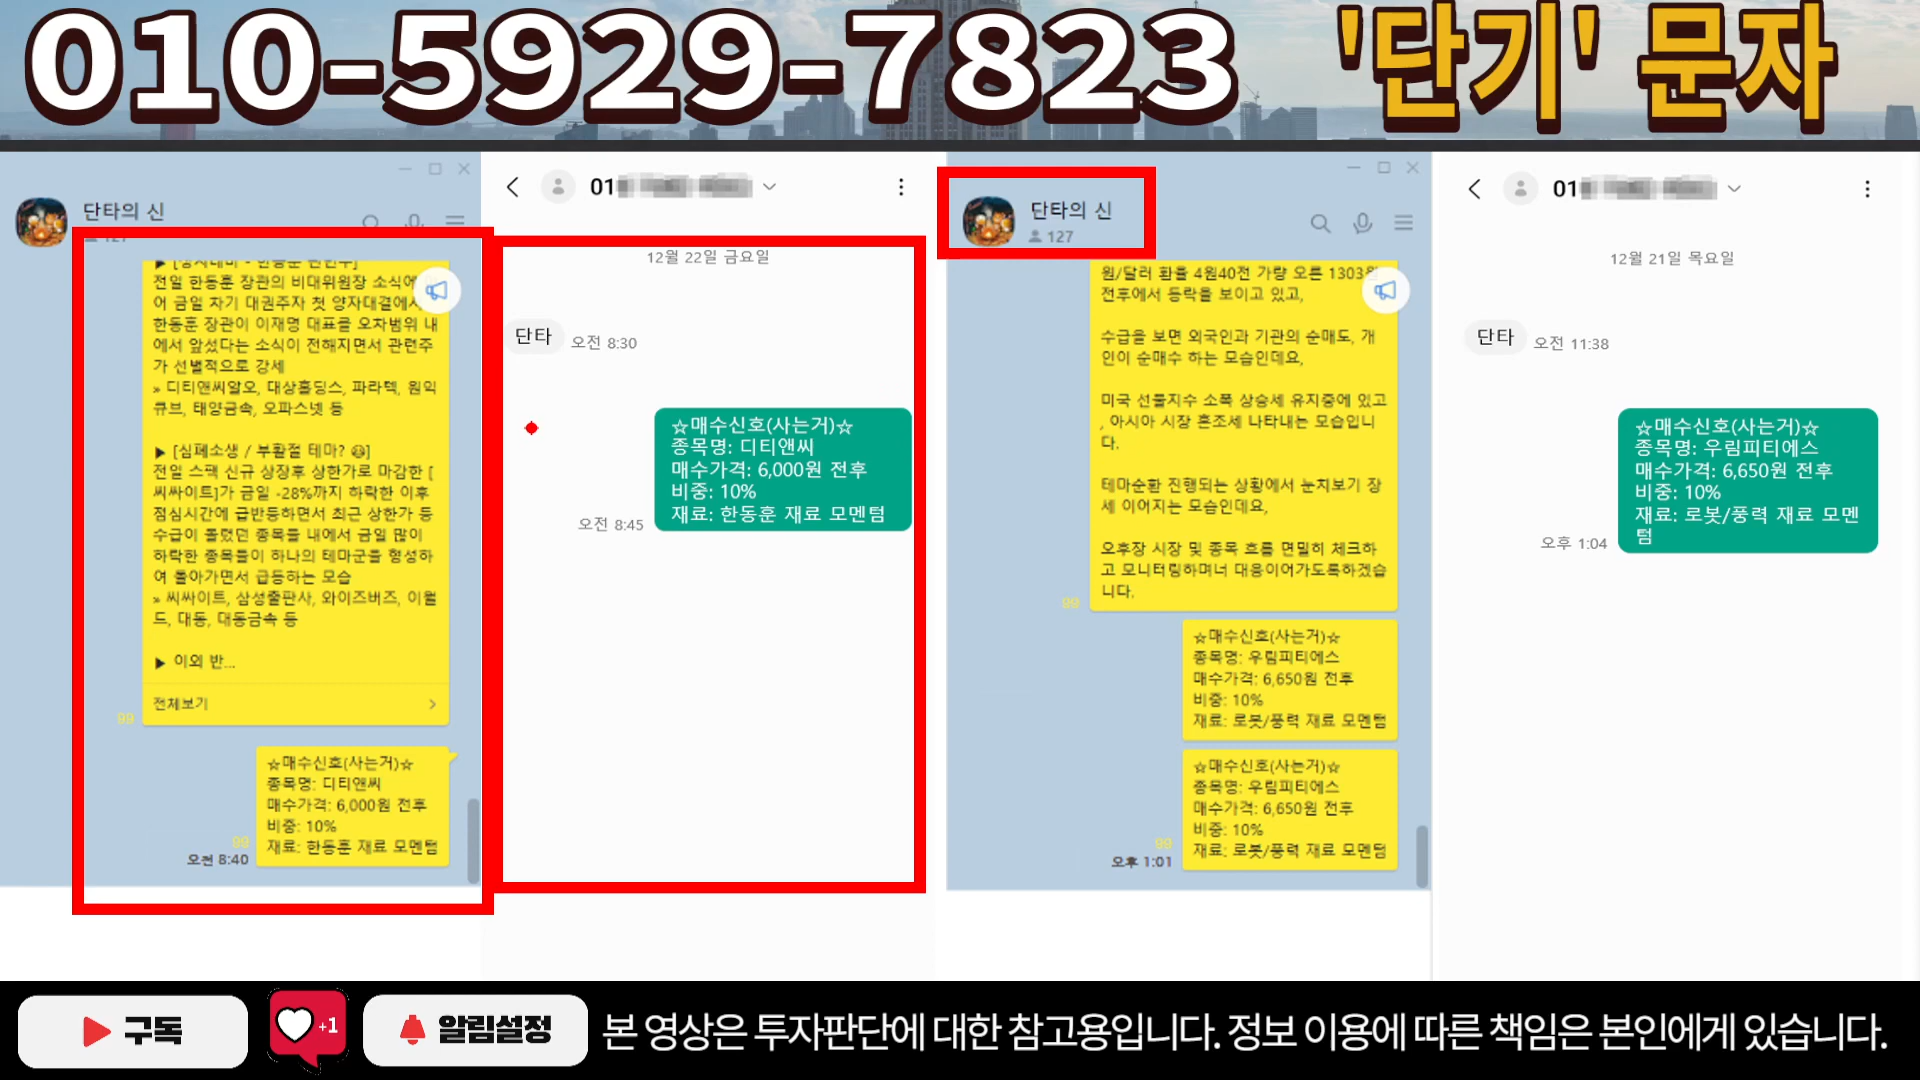 010-5929-7823 '단기' 문자
단타의 신
127
전일 한동훈 장관의 비대위원장 소식에
어 금일 차기 대권주자 첫 양자대결에서
한동훈 장관이 이재명 대표를 오차범위 내
에서 앞섰다는 소식이 전해지면서 관련주
가 선별적으로 강세
» 디티앤씨알오, 대상홀딩스, 파라텍, 원익
큐브, 태양금속, 오파스넷 등
▶ [심폐소생 / 부활절 테마? 😂]
전일 스팩 신규 상장후 상한가로 마감한 [
씨싸이트]가 금일 -28%까지 하락한 이후
점심시간에 급반등하면서 최근 상한가 등
수급이 몰렸던 종목들 내에서 금일 많이
하락한 종목들이 하나의 테마군을 형성하
여 돌아가면서 급등하는 모습
» 씨싸이트, 삼성출판사, 와이즈버즈, 이월
드, 대동, 대동금속 등
▶ 이외 반...
전체보기
99
☆매수신호(사는거)☆
종목명: 디티앤씨
매수가격: 6,000원 전후
비중: 10%
재료: 한동훈 재료 모멘텀
99
오전 8:40
01
12월 22일 금요일
단타 오전 8:30
☆매수신호(사는거)☆
종목명: 디티앤씨
매수가격: 6,000원 전후
비중: 10%
재료: 한동훈 재료 모멘텀
오전 8:45
단타의 신
127
원/달러 환율 4원40전 가량 오른 1303원
전후에서 등락을 보이고 있고,
수급을 보면 외국인과 기관의 순매도, 개
인이 순매수 하는 모습인데요,
미국 선물지수 소폭 상승세 유지중에 있고
, 아시아 시장 혼조세 나타내는 모습입니
다.
테마순환 진행되는 상황에서 눈치보기 장
세 이어지는 모습인데요,
오후장 시장 및 종목 흐름 면밀히 체크하
고 모니터링하며너 대응이어가도록하겠습
니다.
99
☆매수신호(사는거)☆
종목명: 우림피티에스
매수가격: 6,650원 전후
비중: 10%
재료: 로봇/풍력 재료 모멘텀
☆매수신호(사는거)☆
종목명: 우림피티에스
매수가격: 6,650원 전후
비중: 10%
재료: 로봇/풍력 재료 모멘텀
99
오후 1:01
01
12월 21일 목요일
단타 오전 11:38
☆매수신호(사는거)☆
종목명: 우림피티에스
매수가격: 6,650원 전후
비중: 10%
재료: 로봇/풍력 재료 모멘
텀
오후 1:04
구독 +1 알림설정 본 영상은 투자판단에 대한 참고용입니다. 정보 이용에 따른 책임은 본인에게 있습니다.